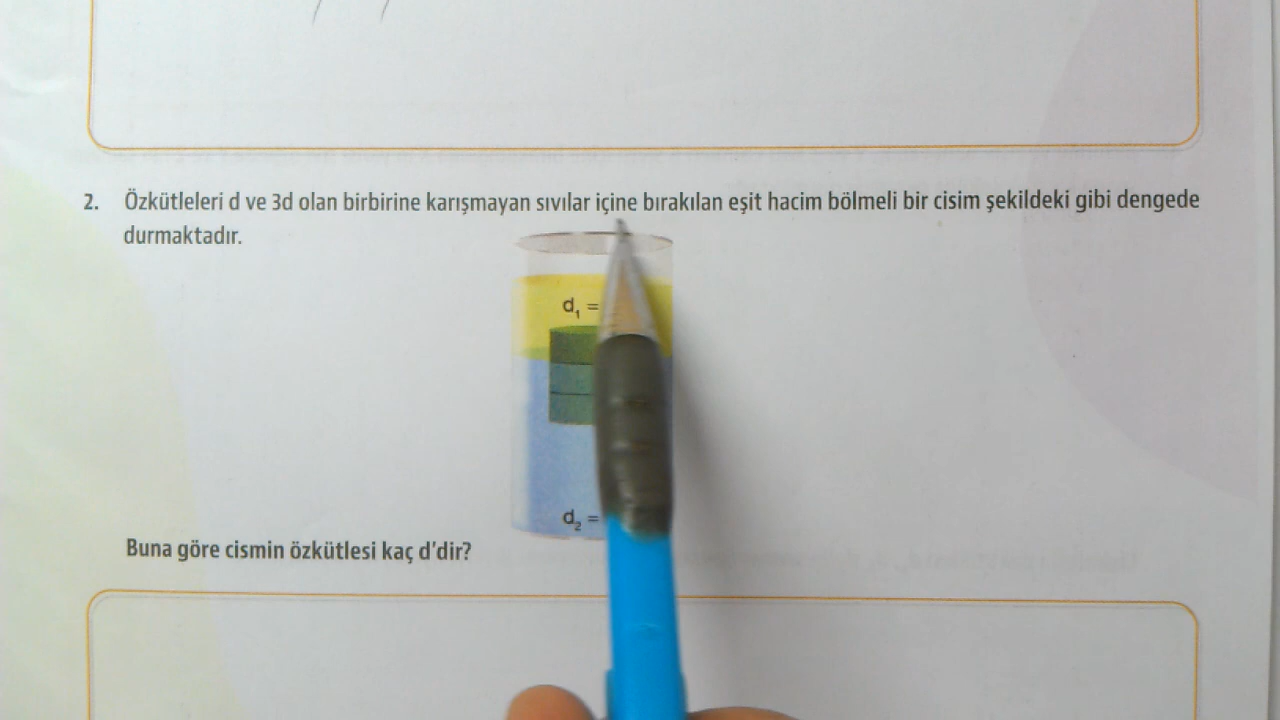 2. Özkütleleri d ve 3d olan birbirine karışmayan sıvılar içine bırakılan eşit hacim bölmeli bir cisim şekildeki gibi dengede
durmaktadır.
d₁ =
d₂ =
Buna göre cismin özkütlesi kaç d'dir?